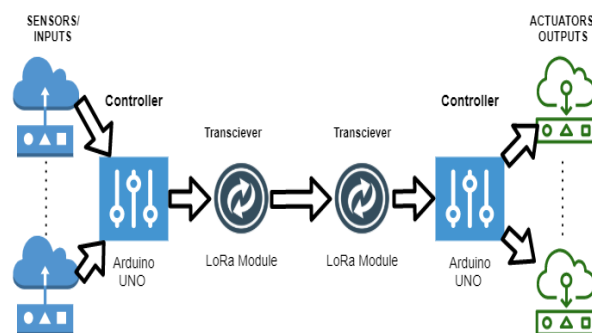 SENSORS/
INPUTS
Controller
Transciever
Transciever
Controller
ACTUATORS/
OUTPUTS
Arduino
UNO
LoRa Module
LoRa Module
Arduino
UNO